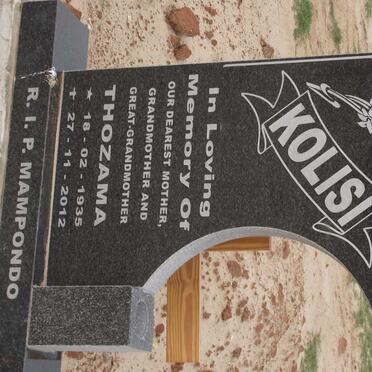 KOLISI
In Loving
Memory Of
OUR DEAREST MOTHER,
GRANDMOTHER AND
GREAT-GRANDMOTHER
THOZAMA
★ 18 - 02 - 1935
✝ 27 - 11 - 2012
R. I. P. MAMPONDO